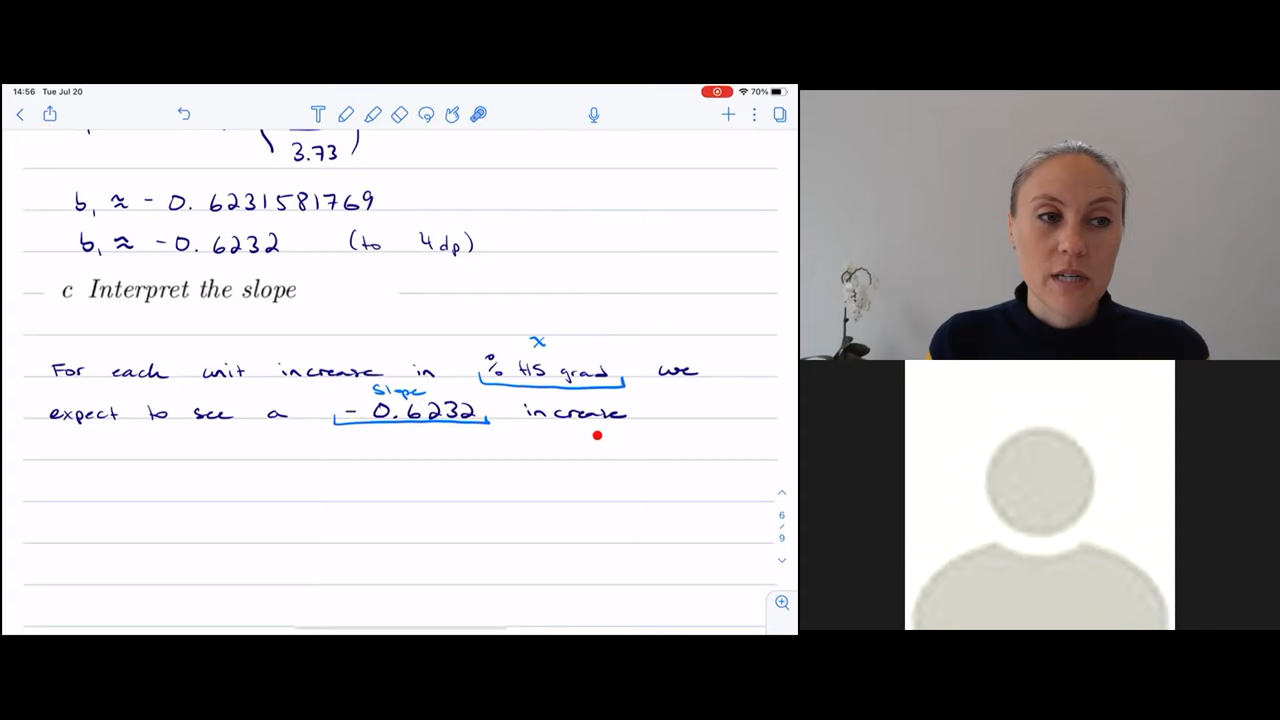 14:56 Tue Jul 20
70%
T
3.73
b₁ ≈ - 0. 6231581769
b₁ ≈ -0. 6232 (to 4dp)
c Interpret the slope
x
For each unit increase in % HS grad we
slope
expect to see a - 0.6232 increase
6
/
9